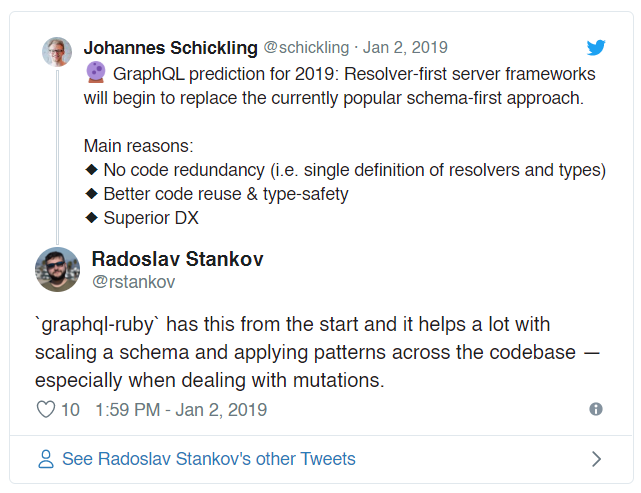 Johannes Schickling @schickling · Jan 2, 2019
🔮 GraphQL prediction for 2019: Resolver-first server frameworks
will begin to replace the currently popular schema-first approach.
Main reasons:
◆ No code redundancy (i.e. single definition of resolvers and types)
◆ Better code reuse & type-safety
◆ Superior DX
Radoslav Stankov
@rstankov
`graphql-ruby` has this from the start and it helps a lot with
scaling a schema and applying patterns across the codebase —
especially when dealing with mutations.
10 1:59 PM - Jan 2, 2019
See Radoslav Stankov's other Tweets